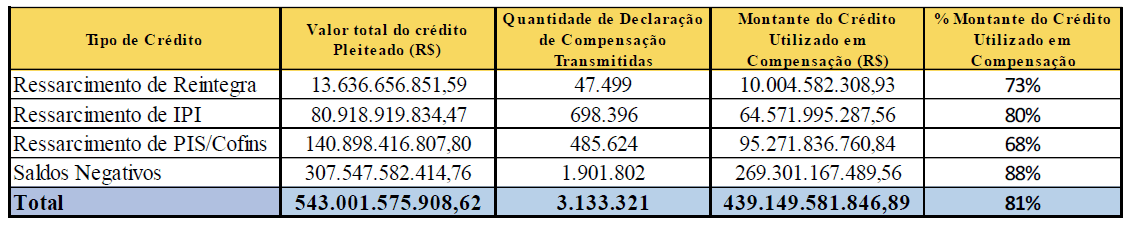 Tipo de Crédito
Valor total do crédito
Pleiteado (R$)
Quantidade de Declaração
de Compensação
Transmitidas
Montante do Crédito
Utilizado em
Compensação (R$)
% Montante do Crédito
Utilizado em
Compensação
Ressarcimento de Reintegra 13.636.656.851,59 47.499 10.004.582.308,93 73%
Ressarcimento de IPI 80.918.919.834,47 698.396 64.571.995.287,56 80%
Ressarcimento de PIS/Cofins 140.898.416.807,80 485.624 95.271.836.760,84 68%
Saldos Negativos 307.547.582.414,76 1.901.802 269.301.167.489,56 88%
Total 543.001.575.908,62 3.133.321 439.149.581.846,89 81%